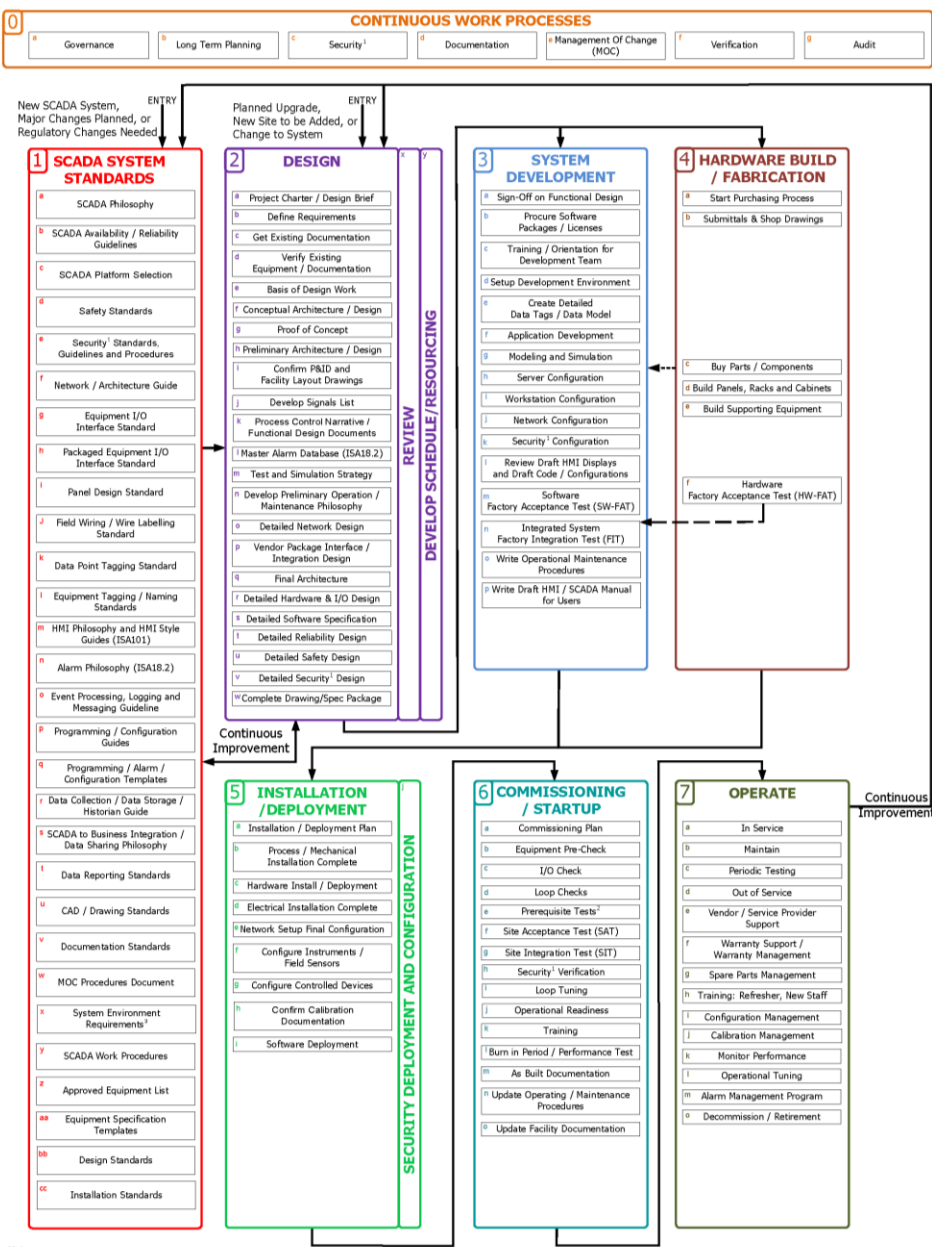 0
CONTINUOUS WORK PROCESSES
a Governance
b Long Term Planning
c Security¹
d Documentation
e Management Of Change
(MOC)
f Verification
g Audit
New SCADA System,
Major Changes Planned, or
Regulatory Changes Needed
ENTRY
Planned Upgrade,
New Site to be Added, or
Change to System
ENTRY
1 SCADA SYSTEM
STANDARDS
a SCADA Philosophy
b SCADA Availability / Reliability
Guidelines
c SCADA Platform Selection
d Safety Standards
e Security¹ Standards,
Guidelines and Procedures
f Network / Architecture Guide
g Equipment I/O
Interface Standard
h Packaged Equipment I/O
Interface Standard
i Panel Design Standard
J Field Wiring / Wire Labelling
Standard
k Data Point Tagging Standard
l Equipment Tagging / Naming
Standards
m HMI Philosophy and HMI Style
Guides (ISA101)
n Alarm Philosophy (ISA18.2)
o Event Processing, Logging and
Messaging Guideline
p Programming / Configuration
Guides
q Programming / Alarm /
Configuration Templates
r Data Collection / Data Storage /
Historian Guide
s SCADA to Business Integration /
Data Sharing Philosophy
t Data Reporting Standards
u CAD / Drawing Standards
v Documentation Standards
w MOC Procedures Document
x System Environment
Requirements³
y SCADA Work Procedures
z Approved Equipment List
aa Equipment Specification
Templates
bb Design Standards
cc Installation Standards
2 DESIGN
a Project Charter / Design Brief
b Define Requirements
c Get Existing Documentation
d Verify Existing
Equipment / Documentation
e Basis of Design Work
f Conceptual Architecture / Design
g Proof of Concept
h Preliminary Architecture / Design
i Confirm P&ID and
Facility Layout Drawings
j Develop Signals List
k Process Control Narrative /
Functional Design Documents
l Master Alarm Database (ISA18.2)
m Test and Simulation Strategy
n Develop Preliminary Operation /
Maintenance Philosophy
o Detailed Network Design
p Vendor Package Interface /
Integration Design
q Final Architecture
r Detailed Hardware & I/O Design
s Detailed Software Specification
t Detailed Reliability Design
u Detailed Safety Design
v Detailed Security¹ Design
w Complete Drawing/Spec Package
x REVIEW
y DEVELOP SCHEDULE/RESOURCING
Continuous
Improvement
3 SYSTEM
DEVELOPMENT
a Sign-Off on Functional Design
b Procure Software
Packages / Licenses
c Training / Orientation for
Development Team
d Setup Development Environment
e Create Detailed
Data Tags / Data Model
f Application Development
g Modeling and Simulation
h Server Configuration
i Workstation Configuration
j Network Configuration
k Security¹ Configuration
l Review Draft HMI Displays
and Draft Code / Configurations
m Software
Factory Acceptance Test (SW-FAT)
n Integrated System
Factory Integration Test (FIT)
o Write Operational Maintenance
Procedures
p Write Draft HMI / SCADA Manual
for Users
4 HARDWARE BUILD
/ FABRICATION
a Start Purchasing Process
b Submittals & Shop Drawings
c Buy Parts / Components
d Build Panels, Racks and Cabinets
e Build Supporting Equipment
f Hardware
Factory Acceptance Test (HW-FAT)
5 INSTALLATION
/DEPLOYMENT
a Installation / Deployment Plan
b Process / Mechanical
Installation Complete
c Hardware Install / Deployment
d Electrical Installation Complete
e Network Setup Final Configuration
f Configure Instruments /
Field Sensors
g Configure Controlled Devices
h Confirm Calibration
Documentation
i Software Deployment
j SECURITY DEPLOYMENT AND CONFIGURATION
6 COMMISSIONING
/ STARTUP
a Commissioning Plan
b Equipment Pre-Check
c I/O Check
d Loop Checks
e Prerequisite Tests²
f Site Acceptance Test (SAT)
g Site Integration Test (SIT)
h Security¹ Verification
i Loop Tuning
j Operational Readiness
k Training
l Burn in Period / Performance Test
m As Built Documentation
n Update Operating / Maintenance
Procedures
o Update Facility Documentation
7 OPERATE
a In Service
b Maintain
c Periodic Testing
d Out of Service
e Vendor / Service Provider
Support
f Warranty Support /
Warranty Management
g Spare Parts Management
h Training: Refresher, New Staff
i Configuration Management
j Calibration Management
k Monitor Performance
l Operational Tuning
m Alarm Management Program
o Decommission / Retirement
Continuous
Improvement